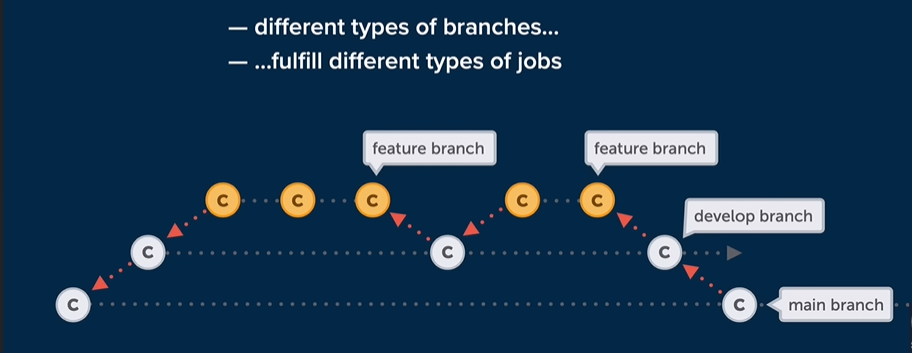 — different types of branches...
— ...fulfill different types of jobs
feature branch
feature branch
C
C
C
C
C
develop branch
C
C
C
C
C
main branch